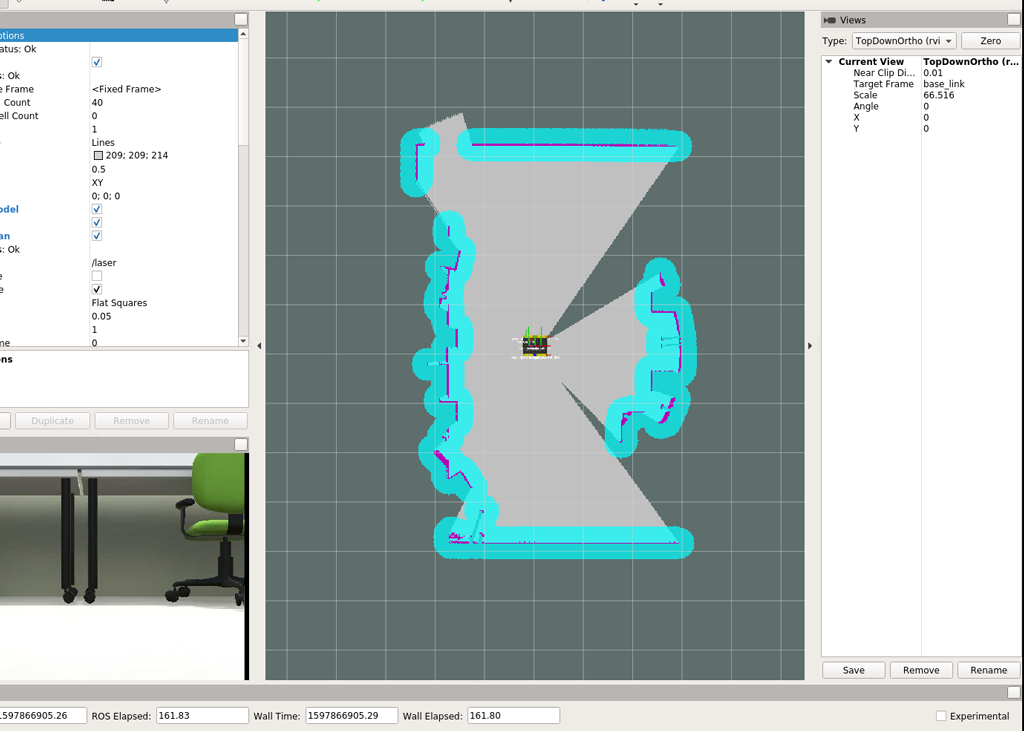 Views
otions
Type: TopDownOrtho (rvi Zero
atus: Ok
Current View TopDownOrtho (r...
Near Clip Di... 0.01
s: Ok
Target Frame base_link
e Frame <Fixed Frame>
Scale 66.516
Count 40
Angle 0
ell Count 0
X 0
1
Y 0
Lines
209; 209; 214
0.5
XY
0; 0; 0
odel
an
s: Ok
/laser
e
e
Flat Squares
0.05
1
me 0
ons
Duplicate Remove Rename
Save Remove Rename
1597866905.26 ROS Elapsed: 161.83 Wall Time: 1597866905.29 Wall Elapsed: 161.80 Experimental